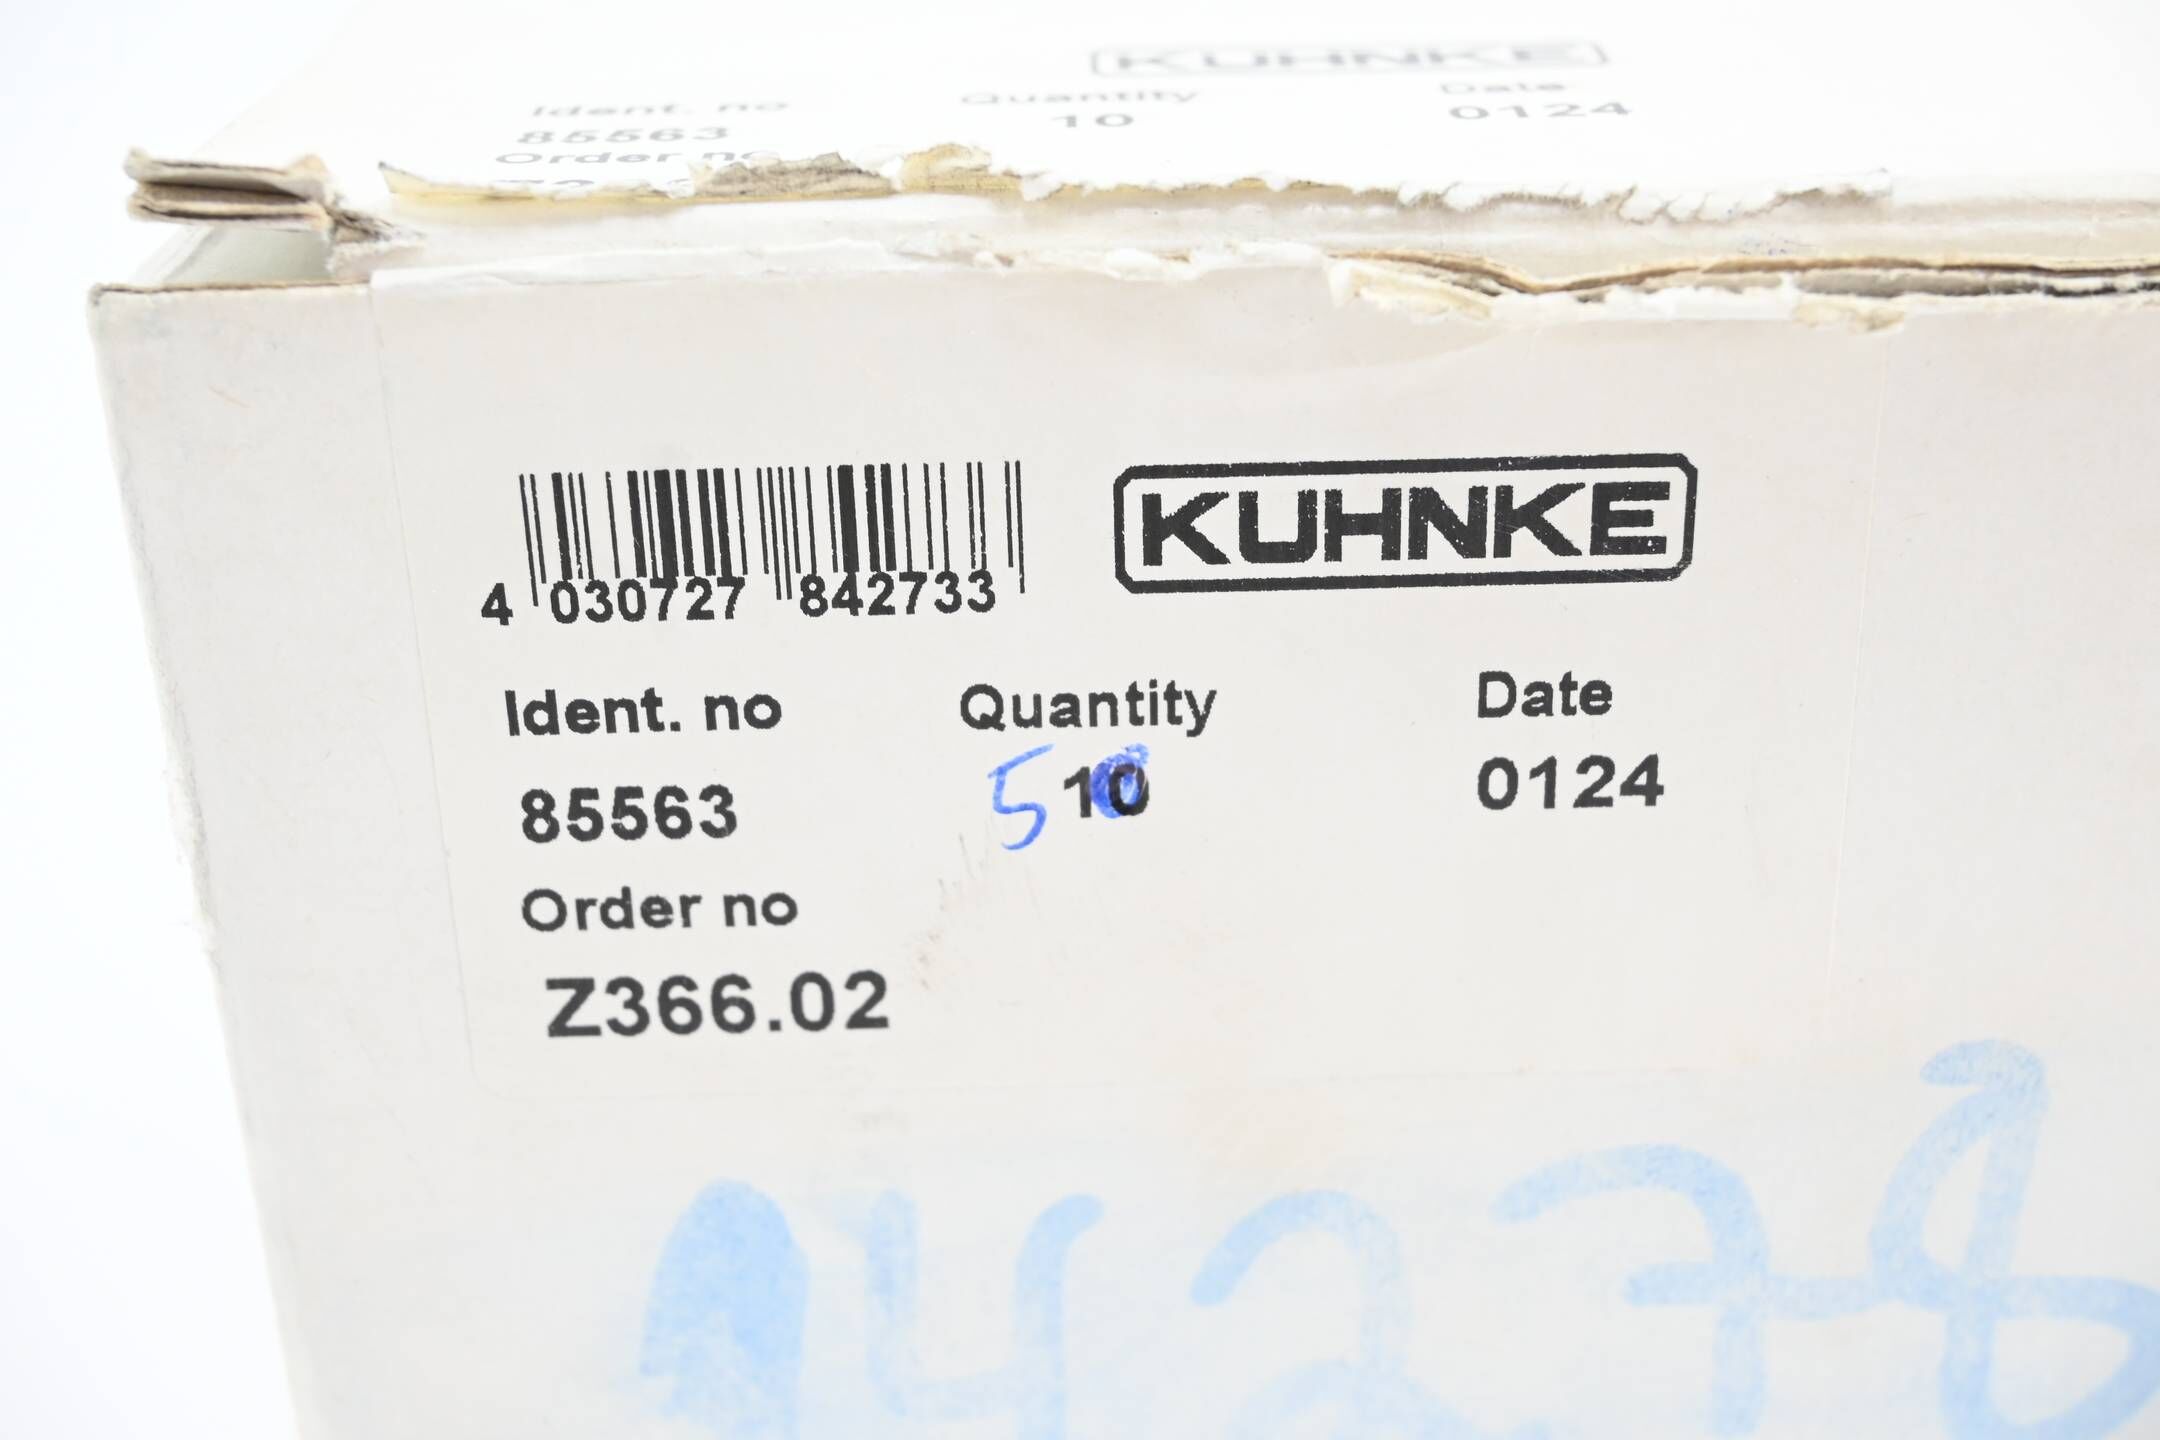 KUHNKE
Ident. no Quantity Date
85563 10 0124
Order no
4 030727 842733
KUHNKE
Ident. no Quantity Date
85563 5 10 0124
Order no
Z366.02
4278